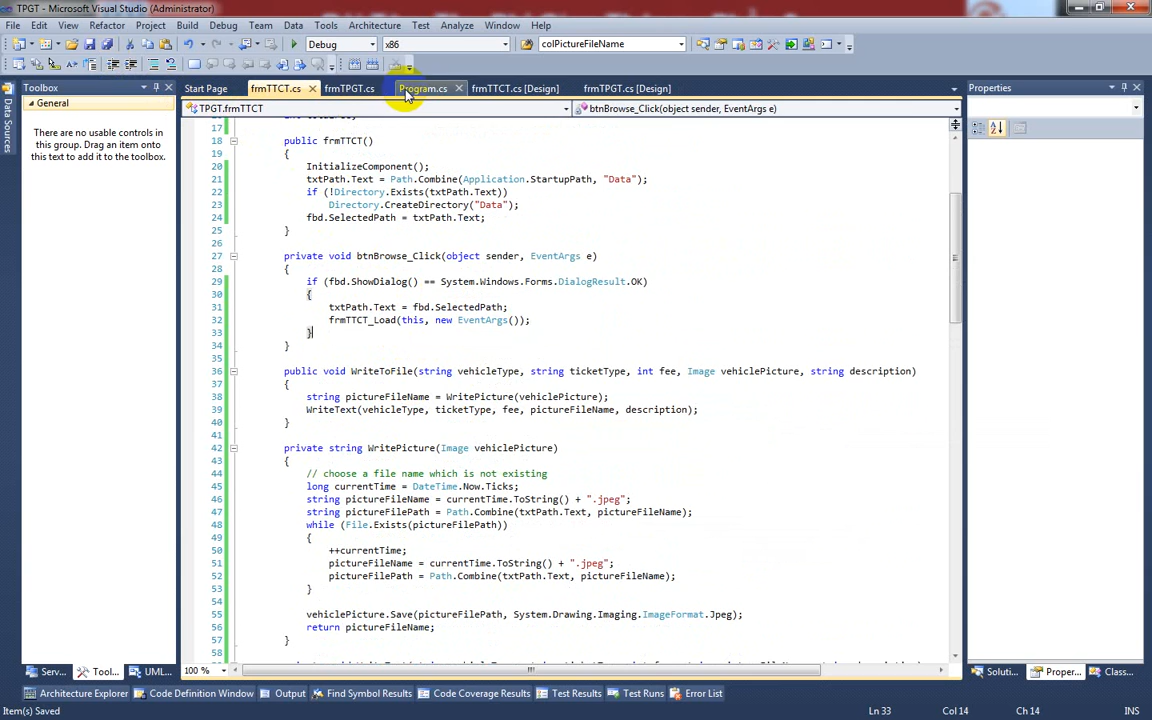 TPGT - Microsoft Visual Studio (Administrator)
File Edit View Refactor Project Build Debug Team Data Tools Architecture Test Analyze Window Help
Debug x86 colPictureFileName
Toolbox
frmTTCT.cs frmTPGT.cs Program.cs frmTTCT.cs [Design] frmTPGT.cs [Design]
Start Page
Properties
General
TPGT.frmTTCT btnBrowse_Click(object sender, EventArgs e)
There are no usable controls in
this group. Drag an item onto
this text to add it to the toolbox.
Data Sources
17
18 public frmTTCT()
19 {
20 InitializeComponent();
21 txtPath.Text = Path.Combine(Application.StartupPath, "Data");
22 if (!Directory.Exists(txtPath.Text))
23 Directory.CreateDirectory("Data");
24 fbd.SelectedPath = txtPath.Text;
25 }
26
27 private void btnBrowse_Click(object sender, EventArgs e)
28 {
29 if (fbd.ShowDialog() == System.Windows.Forms.DialogResult.OK)
30 {
31 txtPath.Text = fbd.SelectedPath;
32 frmTTCT_Load(this, new EventArgs());
33 }
34 }
35
36 public void WriteToFile(string vehicleType, string ticketType, int fee, Image vehiclePicture, string description)
37 {
38 string pictureFileName = WritePicture(vehiclePicture);
39 WriteText(vehicleType, ticketType, fee, pictureFileName, description);
40 }
41
42 private string WritePicture(Image vehiclePicture)
43 {
44 // choose a file name which is not existing
45 long currentTime = DateTime.Now.Ticks;
46 string pictureFileName = currentTime.ToString() + ".jpeg";
47 string pictureFilePath = Path.Combine(txtPath.Text, pictureFileName);
48 while (File.Exists(pictureFilePath))
49 {
50 ++currentTime;
51 pictureFileName = currentTime.ToString() + ".jpeg";
52 pictureFilePath = Path.Combine(txtPath.Text, pictureFileName);
53 }
54
55 vehiclePicture.Save(pictureFilePath, System.Drawing.Imaging.ImageFormat.Jpeg);
56 return pictureFileName;
57 }
100 %
Serv... Tool... UML... Soluti... Proper... Class...
Architecture Explorer Code Definition Window Output Find Symbol Results Code Coverage Results Test Results Test Runs Error List
Item(s) Saved Ln 33 Col 14 Ch 14 INS